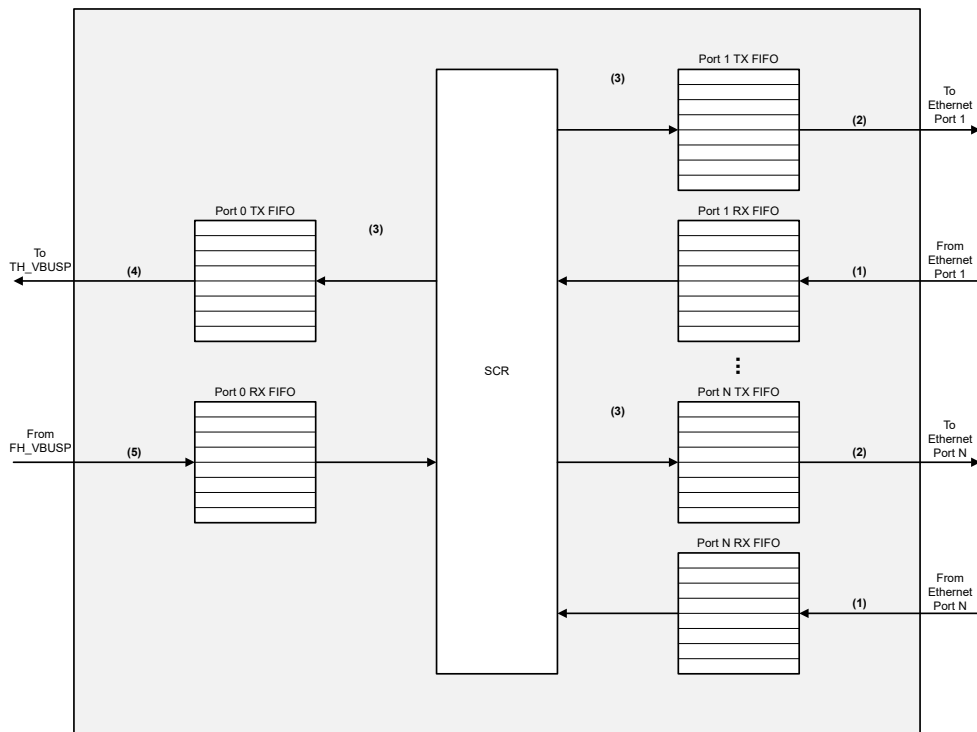 Port 1 TX FIFO
(3)
To
Ethernet
Port 1
(2)
Port 0 TX FIFO
Port 1 RX FIFO
(3)
To
TH_VBUSP
(4)
From
Ethernet
Port 1
(1)
SCR
Port 0 RX FIFO
Port N TX FIFO
(3)
From
FH_VBUSP
(5)
To
Ethernet
Port N
(2)
Port N RX FIFO
From
Ethernet
Port N
(1)